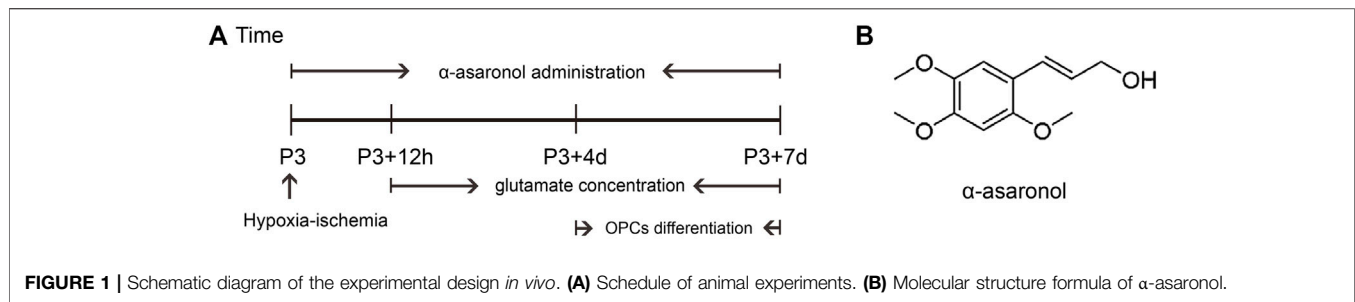 A Time
α-asaronol administration
P3 P3+12h P3+4d P3+7d
glutamate concentration
Hypoxia-ischemia
OPCs differentiation
B
O
OH
O
O
α-asaronol
FIGURE 1 | Schematic diagram of the experimental design in vivo. (A) Schedule of animal experiments. (B) Molecular structure formula of α-asaronol.